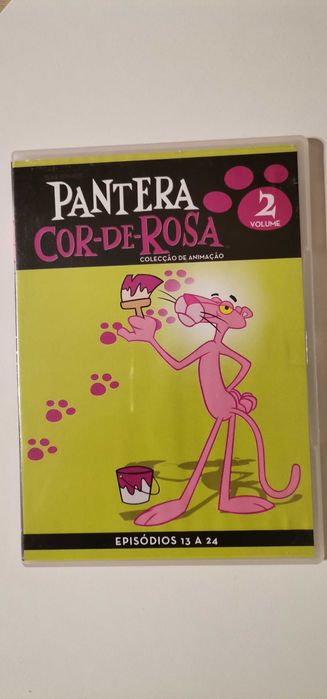 PANTERA
COR-DE-ROSA
COLECÇÃO DE ANIMAÇÃO
2
VOLUME
EPISÓDIOS 13 A 24